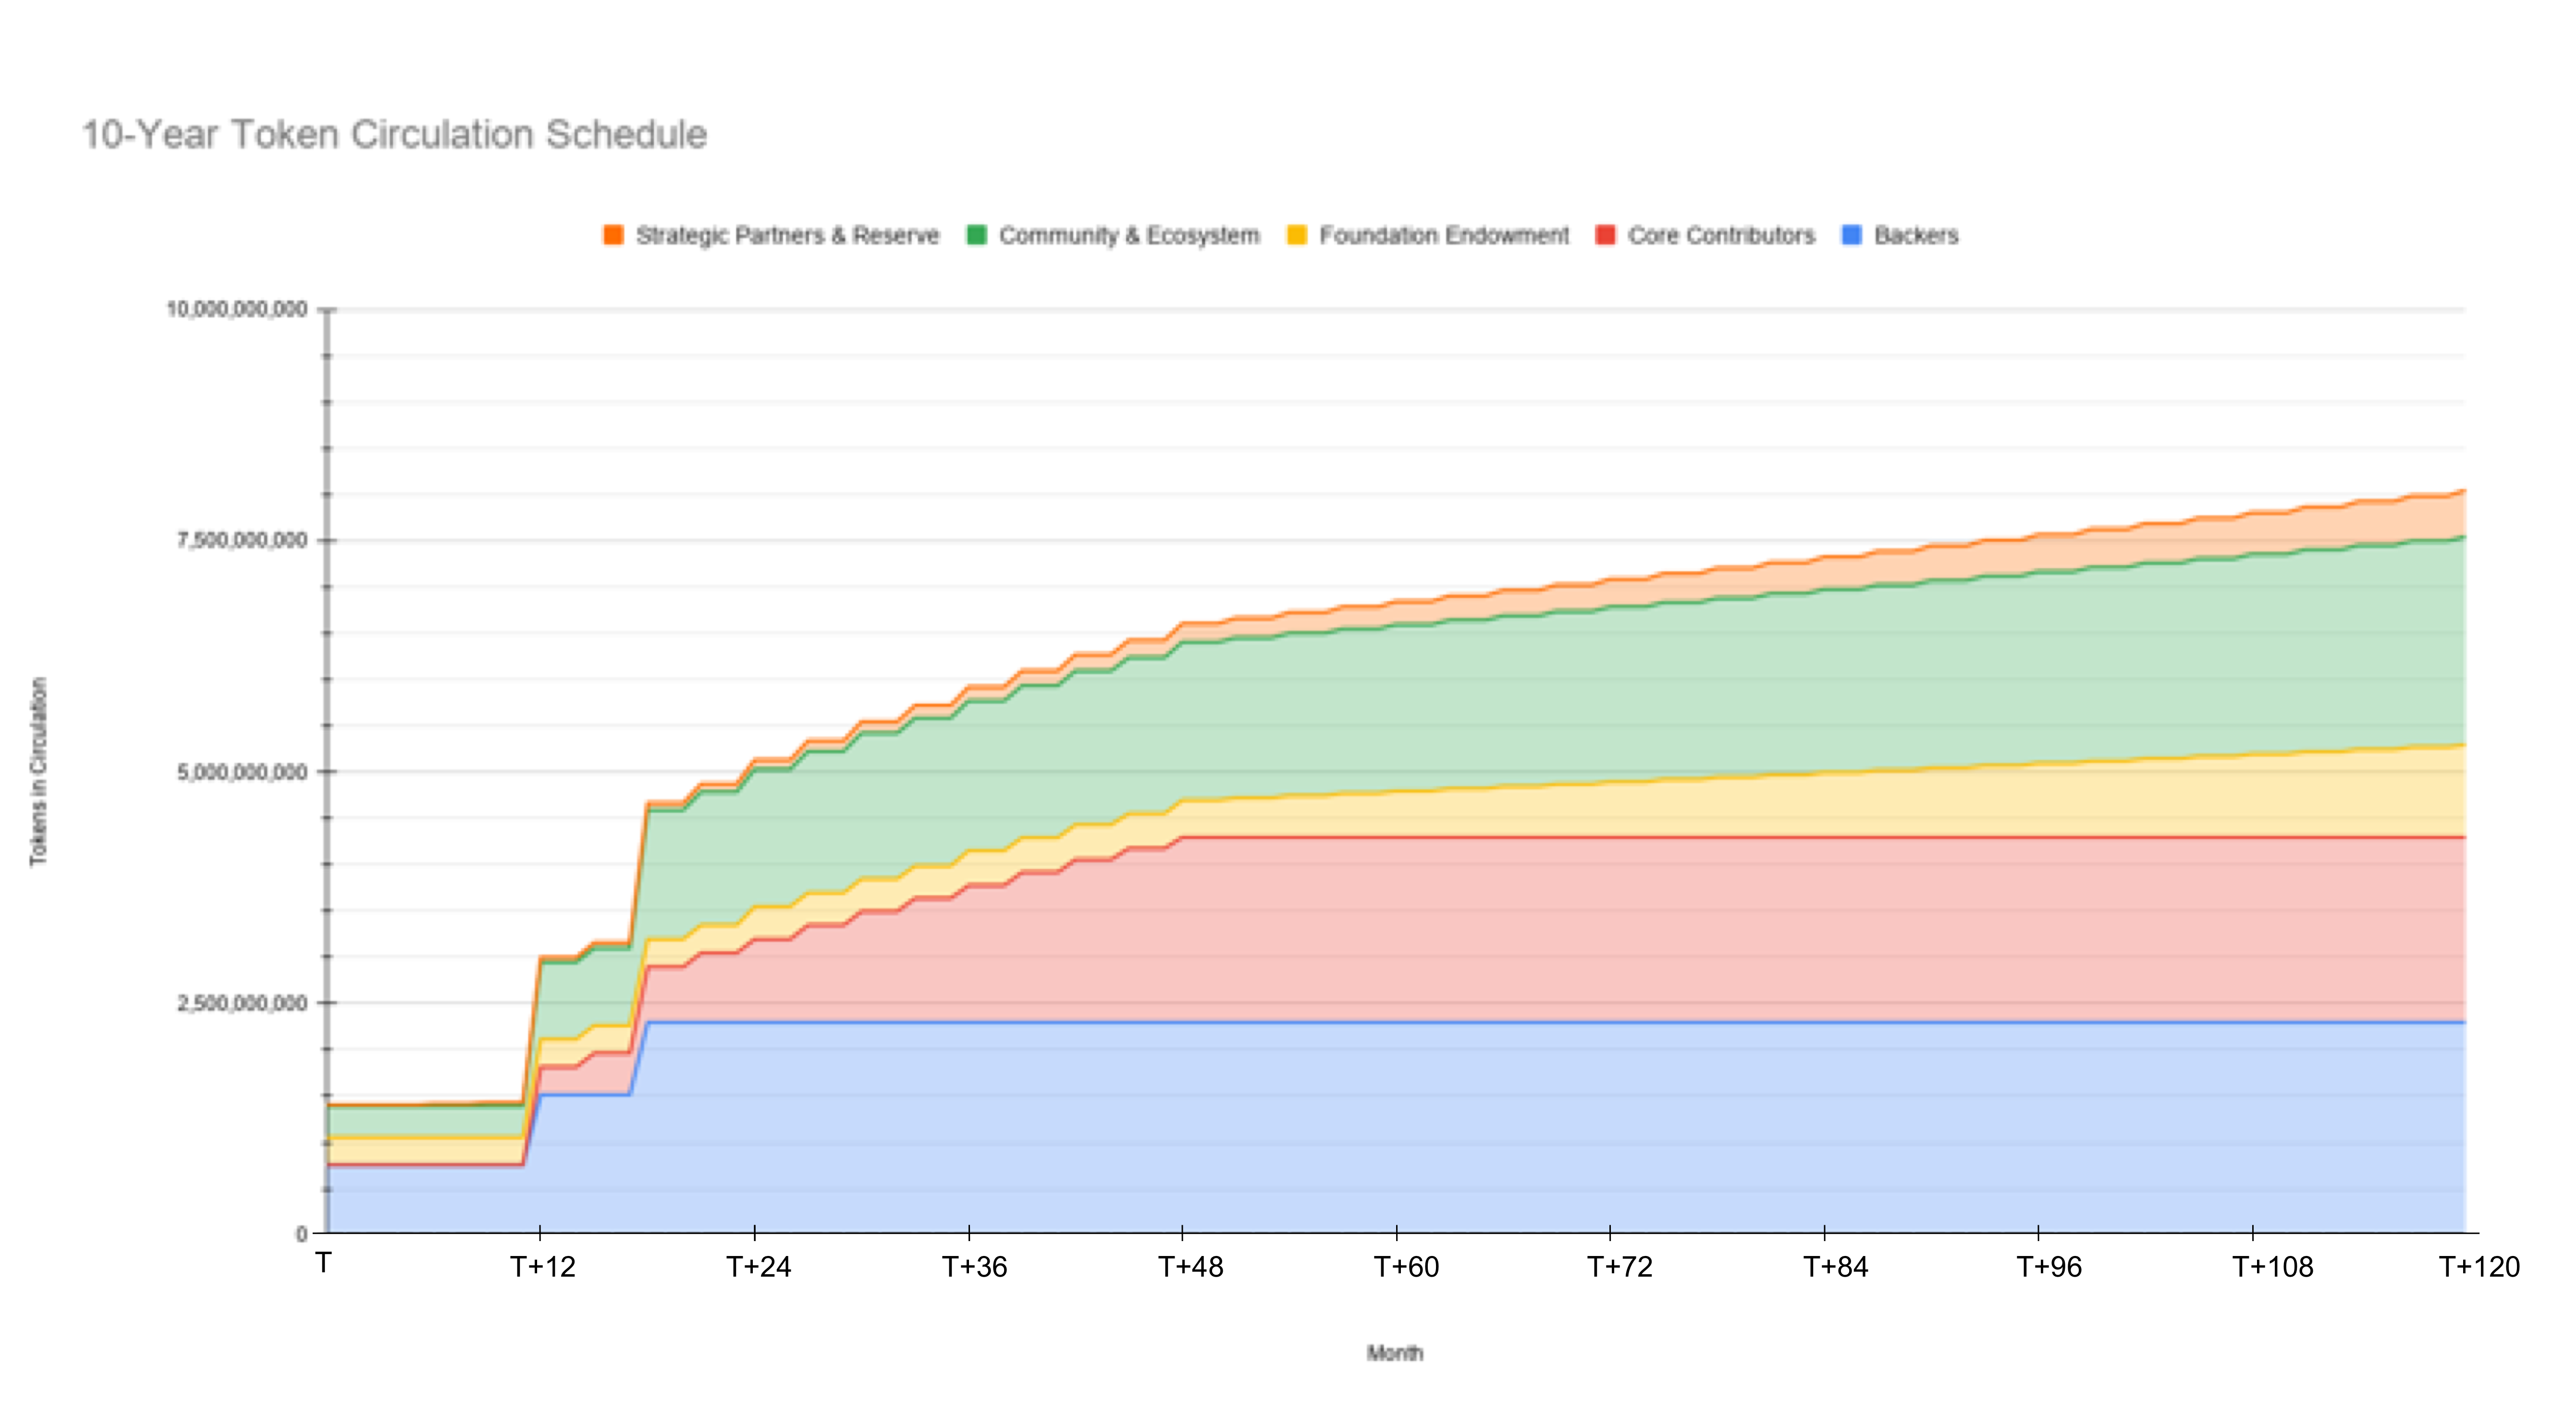 10-Year Token Circulation Schedule
Strategic Partners & Reserve Community & Ecosystem Foundation Endowment Core Contributors Backers
10,000,000,000
7,500,000,000
5,000,000,000
2,500,000,000
0
Tokens in Circulation
T T+12 T+24 T+36 T+48 T+60 T+72 T+84 T+96 T+108 T+120
Month